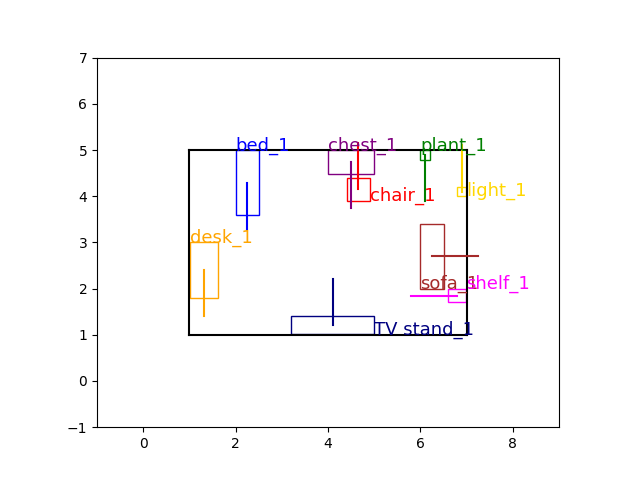 7
6
5
4
3
2
1
0
−1
bed_1
chest_1
plant_1
chair_1
light_1
desk_1
sofa_1
shelf_1
TV stand_1
0 2 4 6 8